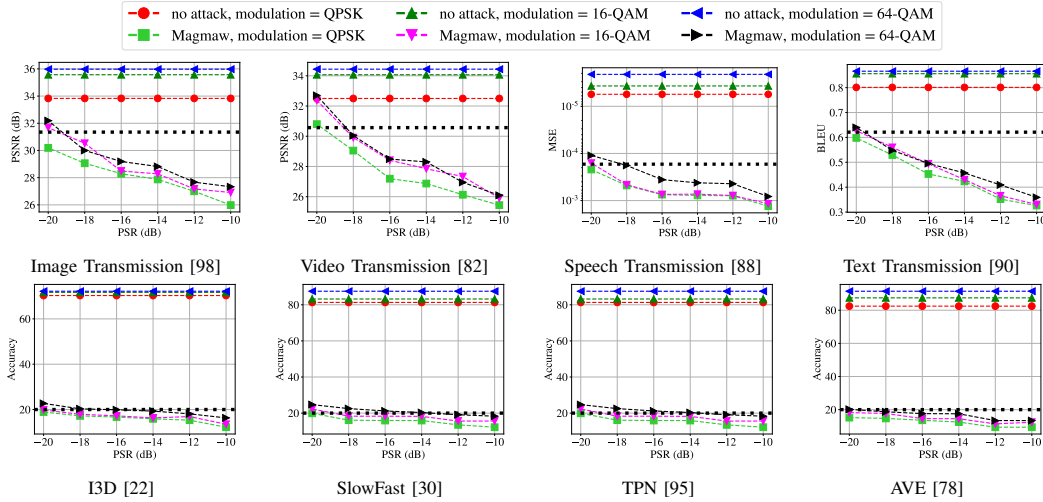 no attack, modulation = QPSK
no attack, modulation = 16-QAM
no attack, modulation = 64-QAM
Magmaw, modulation = QPSK
Magmaw, modulation = 16-QAM
Magmaw, modulation = 64-QAM
36
34
32
30
28
26
PSNR (dB)
−20 −18 −16 −14 −12 −10
PSR (dB)
Image Transmission [98]
34
32
30
28
26
PSNR (dB)
−20 −18 −16 −14 −12 −10
PSR (dB)
Video Transmission [82]
10−5
10−4
10−3
MSE
−20 −18 −16 −14 −12 −10
PSR (dB)
Speech Transmission [88]
0.8
0.7
0.6
0.5
0.4
0.3
BLEU
−20 −18 −16 −14 −12 −10
PSR (dB)
Text Transmission [90]
60
40
20
Accuracy
−20 −18 −16 −14 −12 −10
PSR (dB)
I3D [22]
80
60
40
20
Accuracy
−20 −18 −16 −14 −12 −10
PSR (dB)
SlowFast [30]
80
60
40
20
Accuracy
−20 −18 −16 −14 −12 −10
PSR (dB)
TPN [95]
80
60
40
20
Accuracy
−20 −18 −16 −14 −12 −10
PSR (dB)
AVE [78]